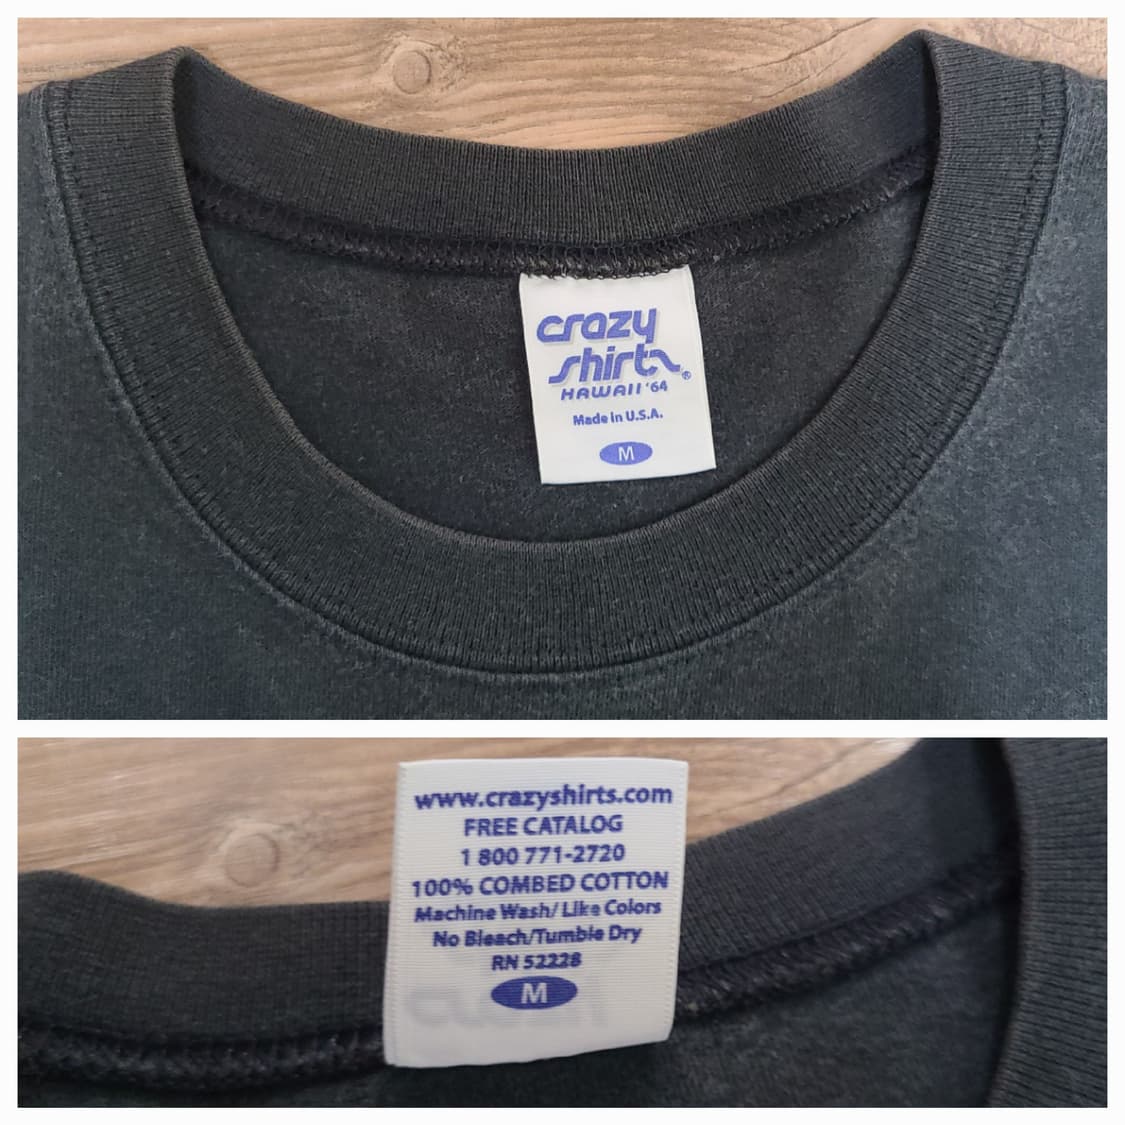 crazy
shirts®
HAWAII '64
Made in U.S.A.
M
www.crazyshirts.com
FREE CATALOG
1 800 771-2720
100% COMBED COTTON
Machine Wash/Like Colors
No Bleach/Tumble Dry
RN 52228
M